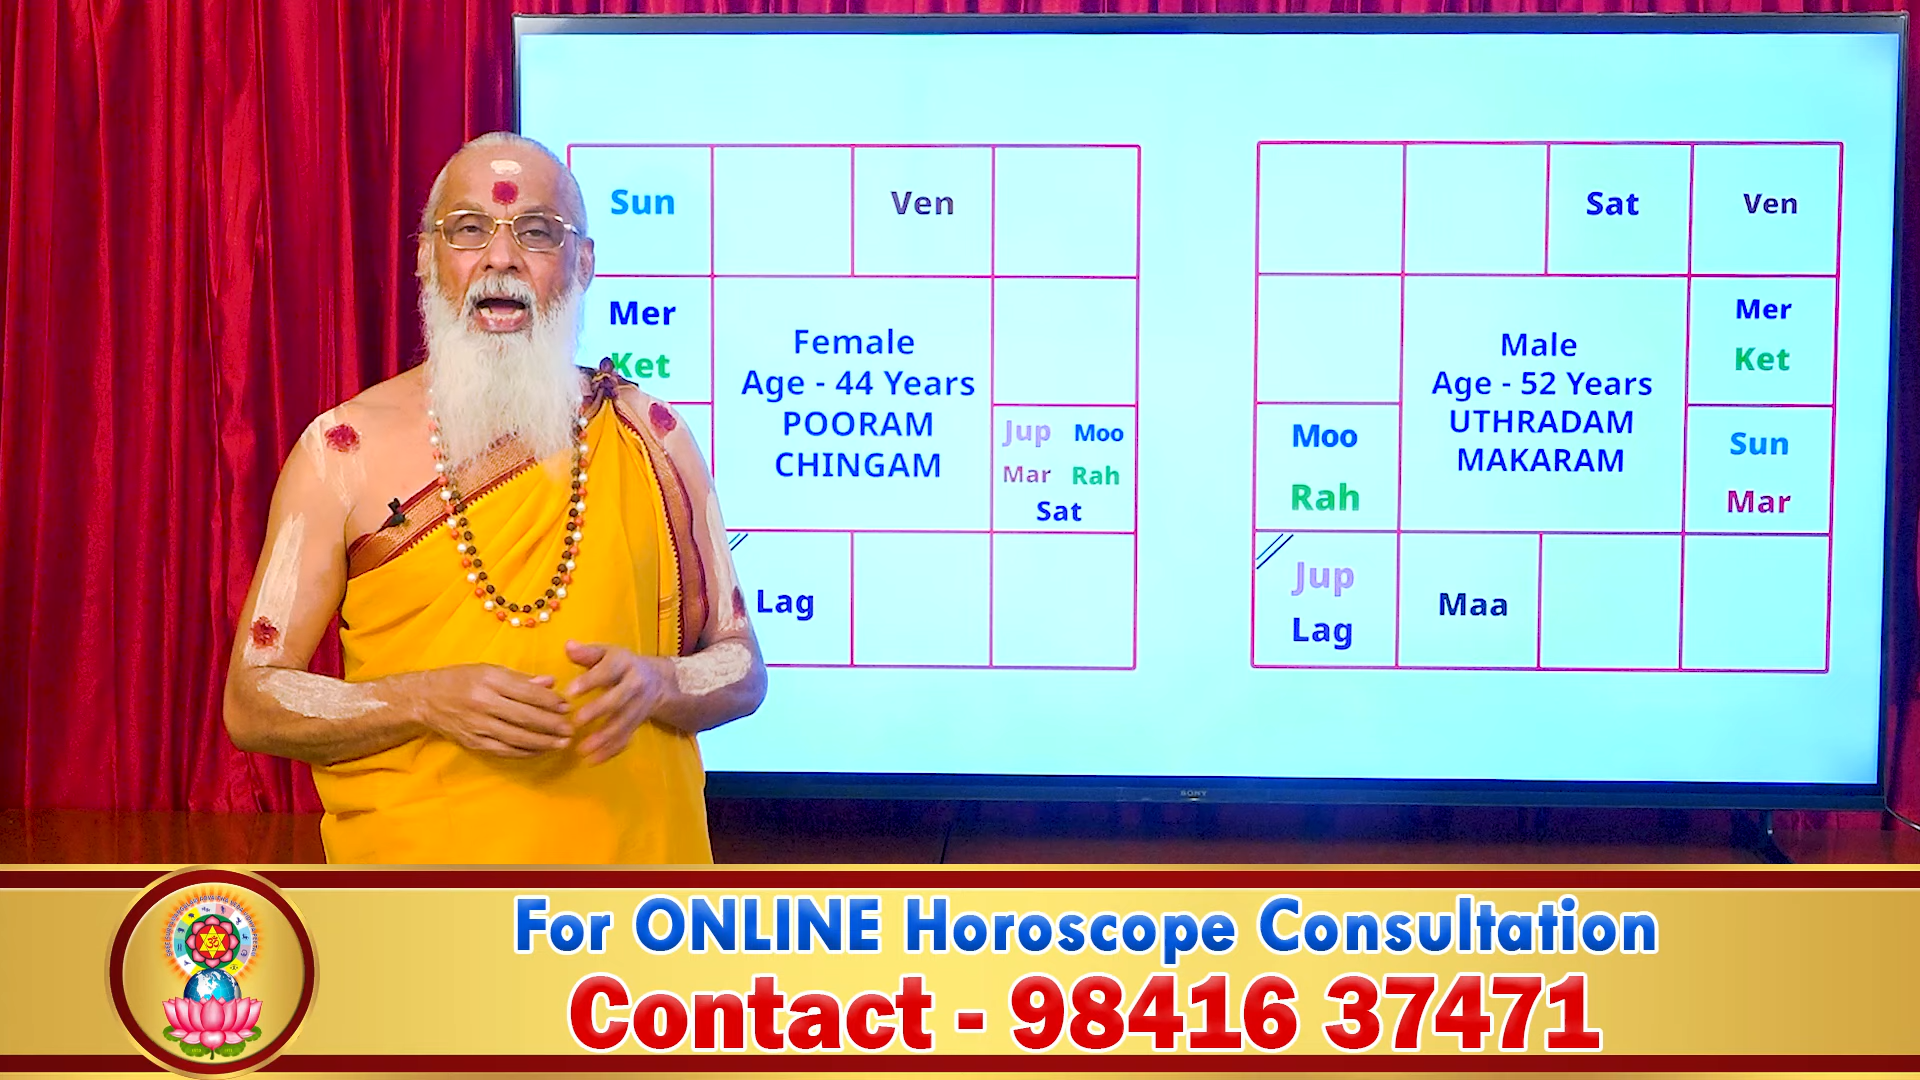 Sun
Ven
Mer
Ket
Female
Age - 44 Years
POORAM
CHINGAM
Jup Moo
Mar Rah
Sat
Lag
Sat
Ven
Mer
Ket
Male
Age - 52 Years
UTHRADAM
MAKARAM
Moo
Rah
Sun
Mar
Jup
Lag
Maa
SONY
For ONLINE Horoscope Consultation
Contact - 98416 37471